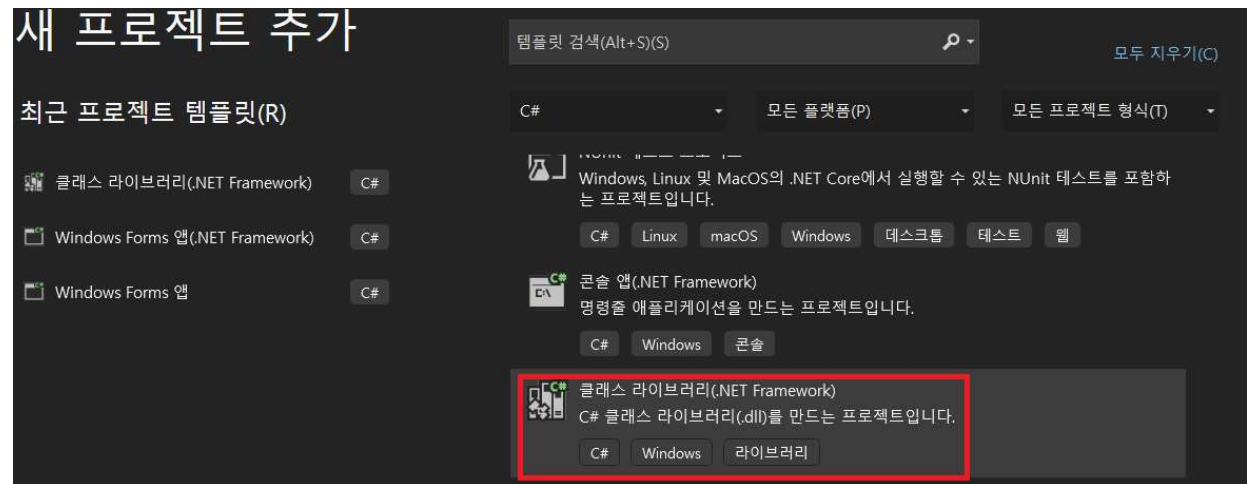 새 프로젝트 추가
템플릿 검색(Alt+S)(S)
모두 지우기(C)
최근 프로젝트 템플릿(R)
C#
모든 플랫폼(P)
모든 프로젝트 형식(T)
클래스 라이브러리(.NET Framework)
C#
Windows Forms 앱(.NET Framework)
C#
Windows Forms 앱
C#
Windows, Linux 및 MacOS의 .NET Core에서 실행할 수 있는 NUnit 테스트를 포함하
는 프로젝트입니다.
C# Linux macOS Windows 데스크톱 테스트 웹
콘솔 앱(.NET Framework)
명령줄 애플리케이션을 만드는 프로젝트입니다.
C# Windows 콘솔
클래스 라이브러리(.NET Framework)
C# 클래스 라이브러리(.dll)를 만드는 프로젝트입니다.
C# Windows 라이브러리